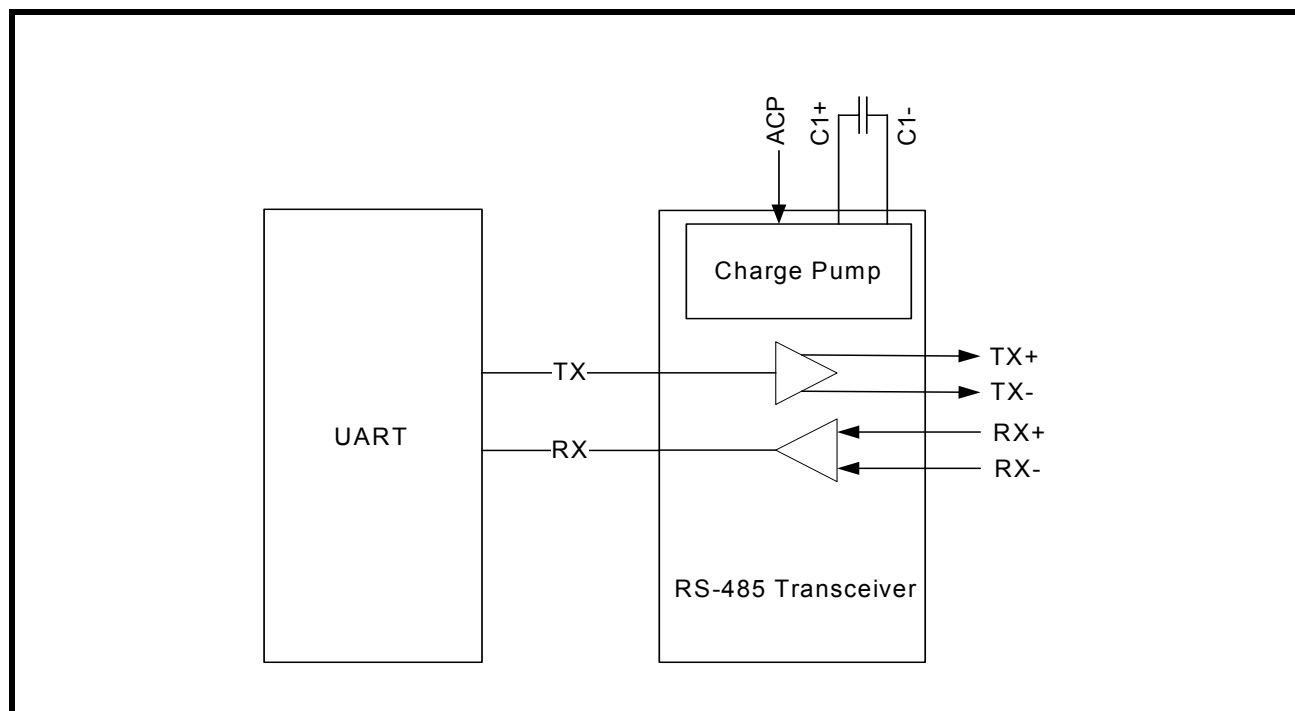 ACP
C1+
C1-
Charge Pump
TX
TX+
TX-
UART
RX
RX+
RX-
RS-485 Transceiver